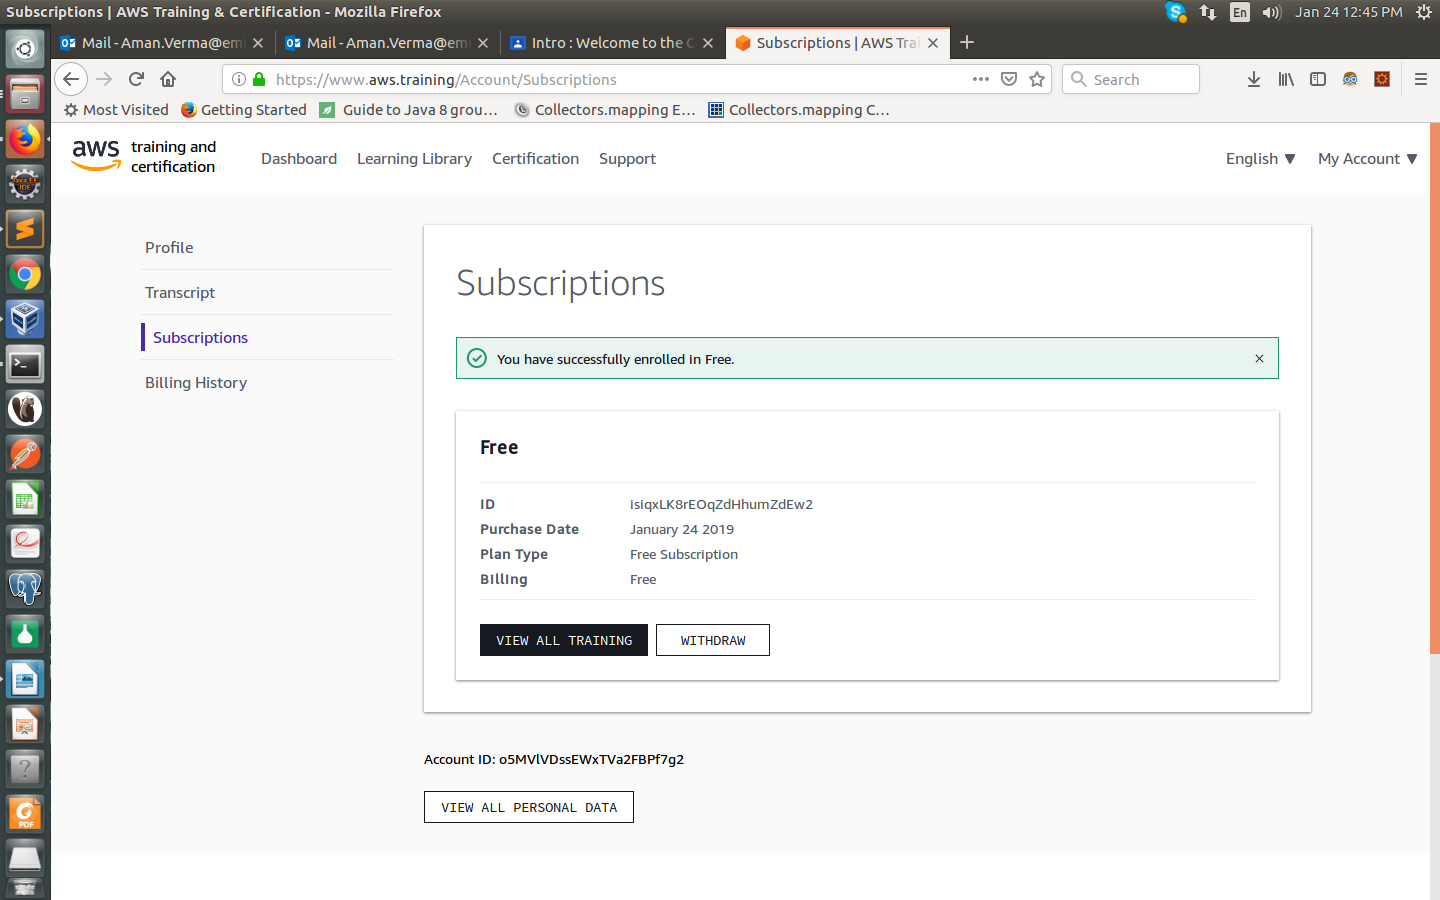 Subscriptions | AWS Training & Certification - Mozilla Firefox
En
Jan 24 12:45 PM
Mail - Aman.Verma@em
Mail - Aman.Verma@em
Intro : Welcome to the C
Subscriptions | AWS Trai
https://www.aws.training/Account/Subscriptions
Search
Most Visited
Getting Started
Guide to Java 8 grou...
Collectors.mapping E...
Collectors.mapping C...
aws training and
certification
Dashboard
Learning Library
Certification
Support
English
My Account
Profile
Transcript
Subscriptions
Billing History
Subscriptions
You have successfully enrolled in Free.
Free
ID isiqxLK8rEOqZdHhumZdEw2
Purchase Date January 24 2019
Plan Type Free Subscription
Billing Free
VIEW ALL TRAINING
WITHDRAW
Account ID: o5MVlVDssEWxTVa2FBPf7g2
VIEW ALL PERSONAL DATA
PDF